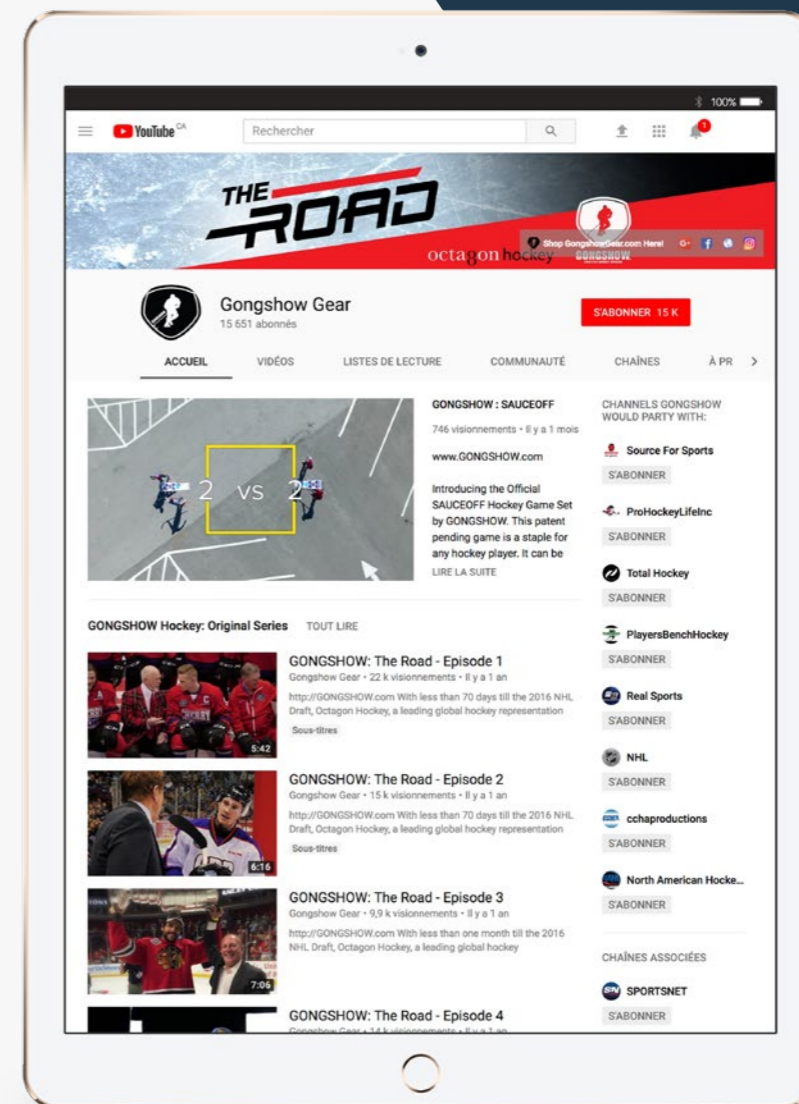 100%
YouTube CA
Rechercher
1
THE
ROAD
octagon hockey
Shop GongshowGear.com Here!
GONGSHOW
Gongshow Gear
15 651 abonnés
S'ABONNER 15 K
ACCUEIL
VIDÉOS
LISTES DE LECTURE
COMMUNAUTÉ
CHAÎNES
À PR
2 VS 2
GONGSHOW : SAUCEOFF
746 visionnements • Il y a 1 mois
www.GONGSHOW.com
Introducing the Official
SAUCEOFF Hockey Game Set
by GONGSHOW. This patent
pending game is a staple for
any hockey player. It can be
LIRE LA SUITE
GONGSHOW Hockey: Original Series TOUT LIRE
GONGSHOW: The Road - Episode 1
Gongshow Gear • 22 k visionnements • Il y a 1 an
http://GONGSHOW.com With less than 70 days till the 2016 NHL
Draft, Octagon Hockey, a leading global hockey representation
Sous-titres
5:42
GONGSHOW: The Road - Episode 2
Gongshow Gear • 15 k visionnements • Il y a 1 an
http://GONGSHOW.com With less than 70 days till the 2016 NHL
Draft, Octagon Hockey, a leading global hockey representation
Sous-titres
6:16
GONGSHOW: The Road - Episode 3
Gongshow Gear • 9,9 k visionnements • Il y a 1 an
http://GONGSHOW.com With less than one month till the 2016
NHL Draft, Octagon Hockey, a leading global hockey
7:06
GONGSHOW: The Road - Episode 4
Gongshow Gear • 14 k visionnements • Il y a 1 an
CHANNELS GONGSHOW
WOULD PARTY WITH:
Source For Sports
S'ABONNER
ProHockeyLifeInc
S'ABONNER
Total Hockey
S'ABONNER
PlayersBenchHockey
S'ABONNER
Real Sports
S'ABONNER
NHL
S'ABONNER
cchaproductions
S'ABONNER
North American Hocke...
S'ABONNER
CHAÎNES ASSOCIÉES
SPORTSNET
S'ABONNER